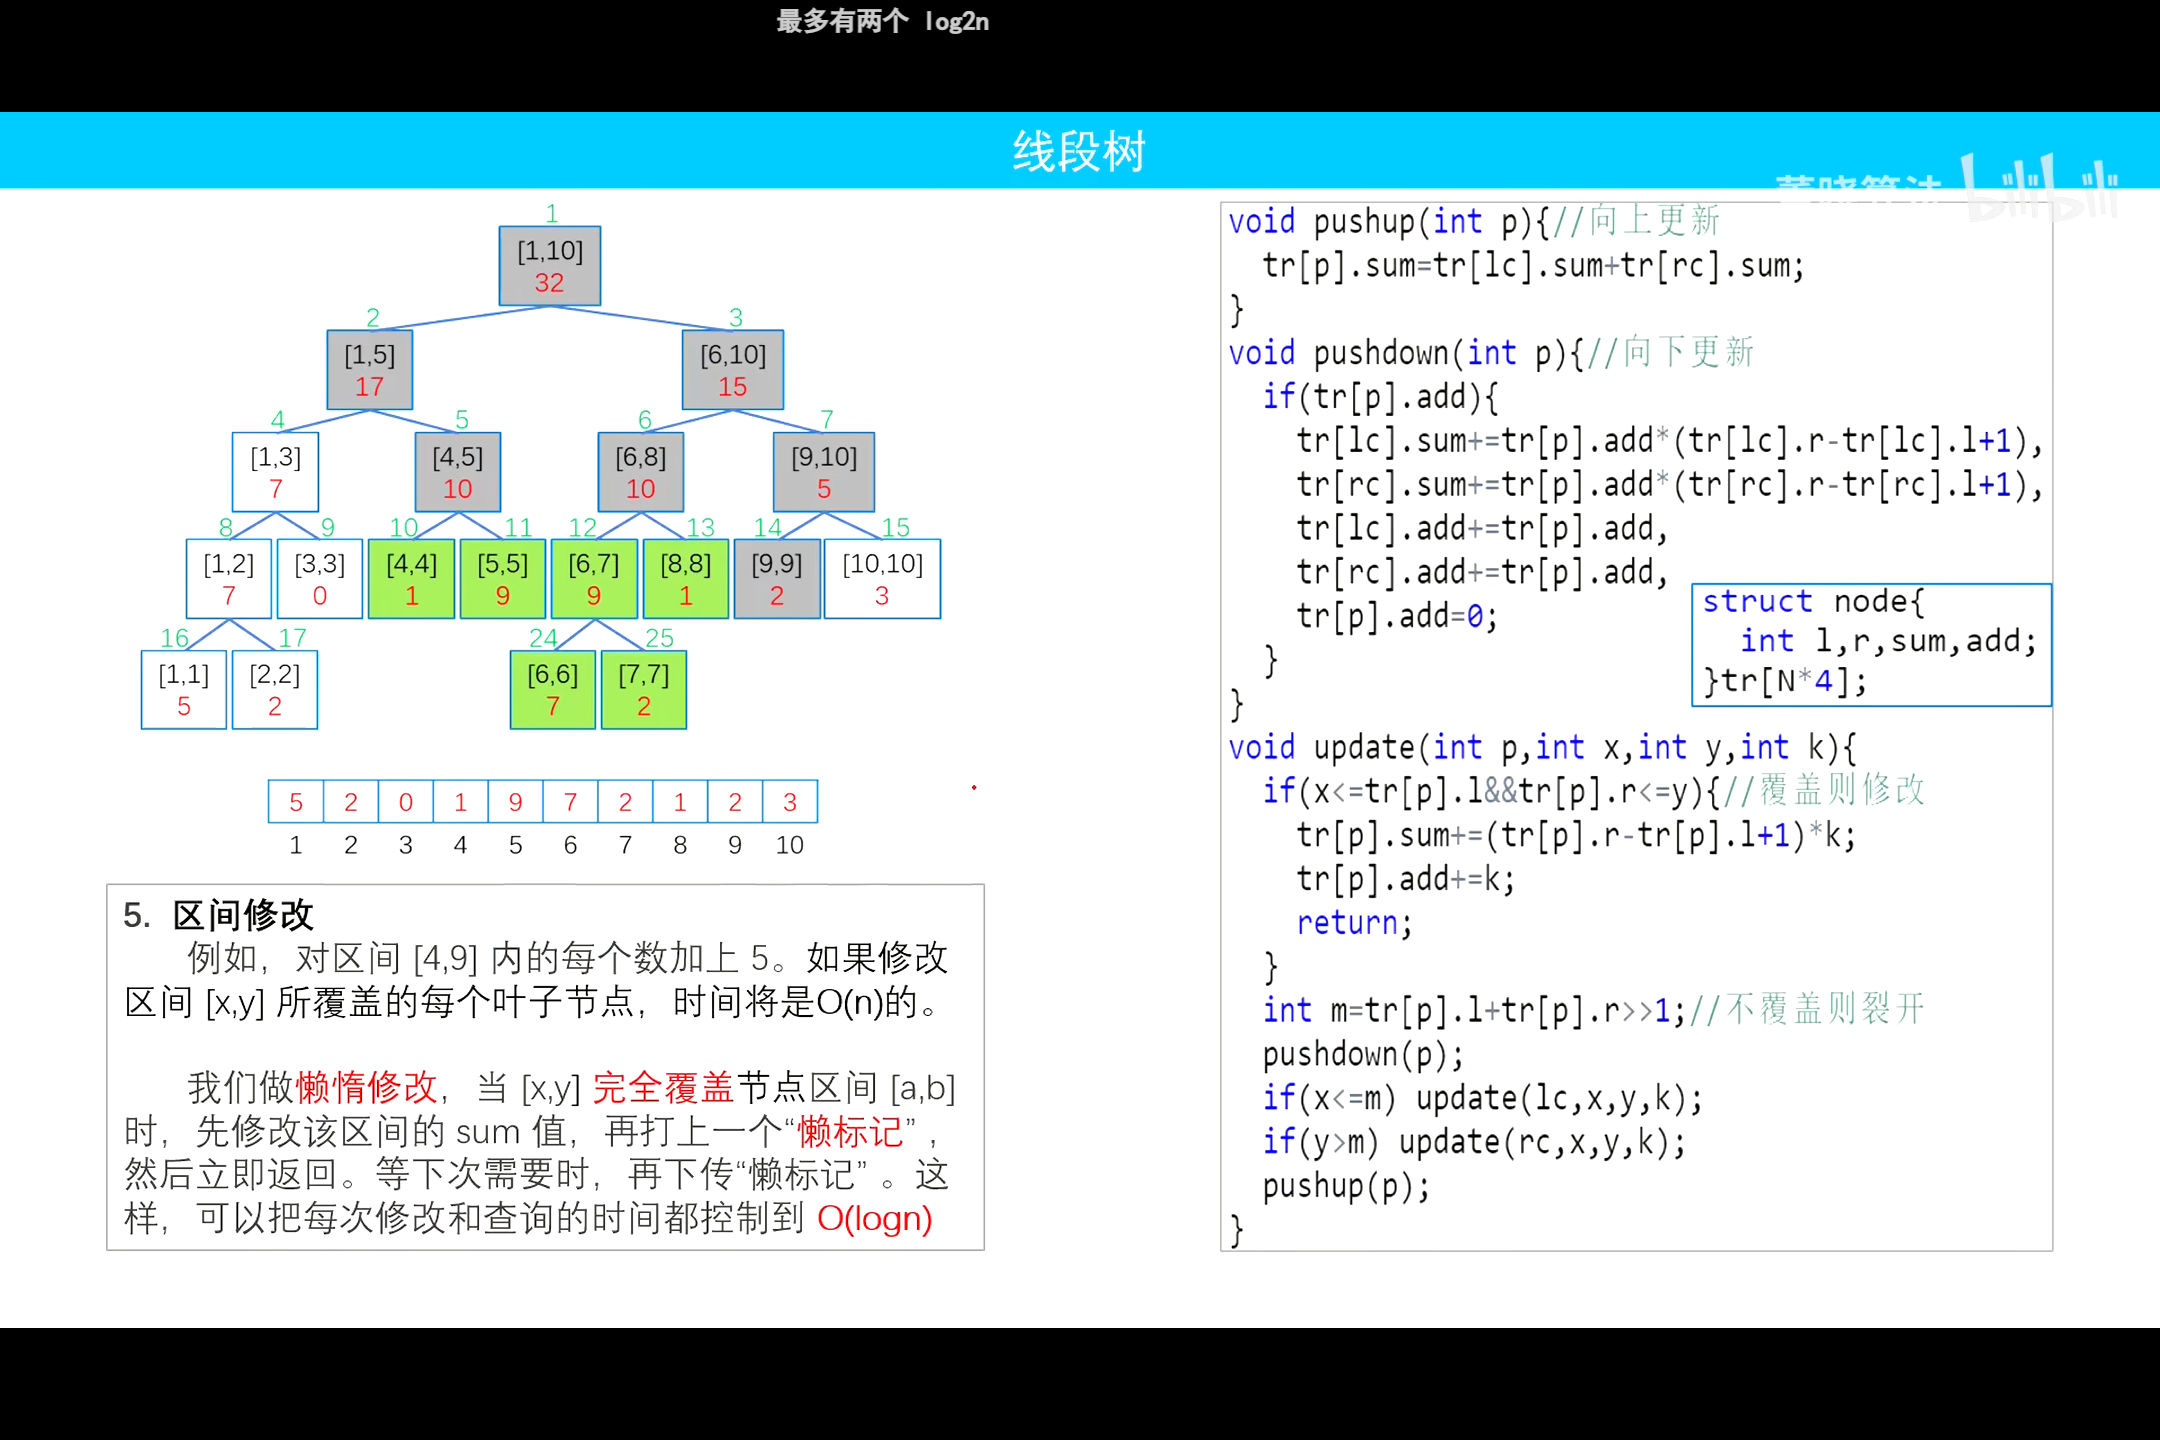 最多有两个 log2n
线段树
bilibili
1
[1,10]
32
2 3
[1,5] [6,10]
17 15
4 5 6 7
[1,3] [4,5] [6,8] [9,10]
7 10 10 5
8 9 10 11 12 13 14 15
[1,2] [3,3] [4,4] [5,5] [6,7] [8,8] [9,9] [10,10]
7 0 1 9 9 1 2 3
16 17 24 25
[1,1] [2,2] [6,6] [7,7]
5 2 7 2
5 2 0 1 9 7 2 1 2 3
1 2 3 4 5 6 7 8 9 10
5. 区间修改
例如，对区间 [4,9] 内的每个数加上 5。如果修改
区间 [x,y] 所覆盖的每个叶子节点，时间将是O(n)的。
我们做懒惰修改，当 [x,y] 完全覆盖节点区间 [a,b]
时，先修改该区间的 sum 值，再打上一个“懒标记”，
然后立即返回。等下次需要时，再下传“懒标记”。这
样，可以把每次修改和查询的时间都控制到 O(logn)
void pushup(int p){//向上更新
tr[p].sum=tr[lc].sum+tr[rc].sum;
}
void pushdown(int p){//向下更新
if(tr[p].add){
tr[lc].sum+=tr[p].add*(tr[lc].r-tr[lc].l+1),
tr[rc].sum+=tr[p].add*(tr[rc].r-tr[rc].l+1),
tr[lc].add+=tr[p].add,
tr[rc].add+=tr[p].add,
tr[p].add=0;
}
}
struct node{
int l,r,sum,add;
}tr[N*4];
void update(int p,int x,int y,int k){
if(x<=tr[p].l&&tr[p].r<=y){//覆盖则修改
tr[p].sum+=(tr[p].r-tr[p].l+1)*k;
tr[p].add+=k;
return;
}
int m=tr[p].l+tr[p].r>>1;//不覆盖则裂开
pushdown(p);
if(x<=m) update(lc,x,y,k);
if(y>m) update(rc,x,y,k);
pushup(p);
}